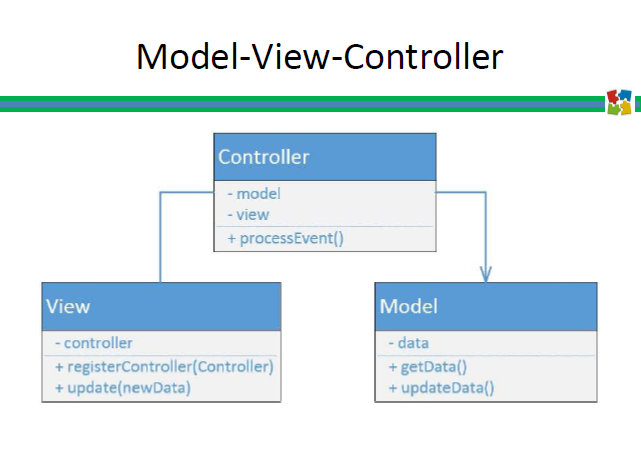 Model-View-Controller
Controller
- model
- view
+ processEvent()
View
- controller
+ registerController(Controller)
+ update(newData)
Model
- data
+ getData()
+ updateData()